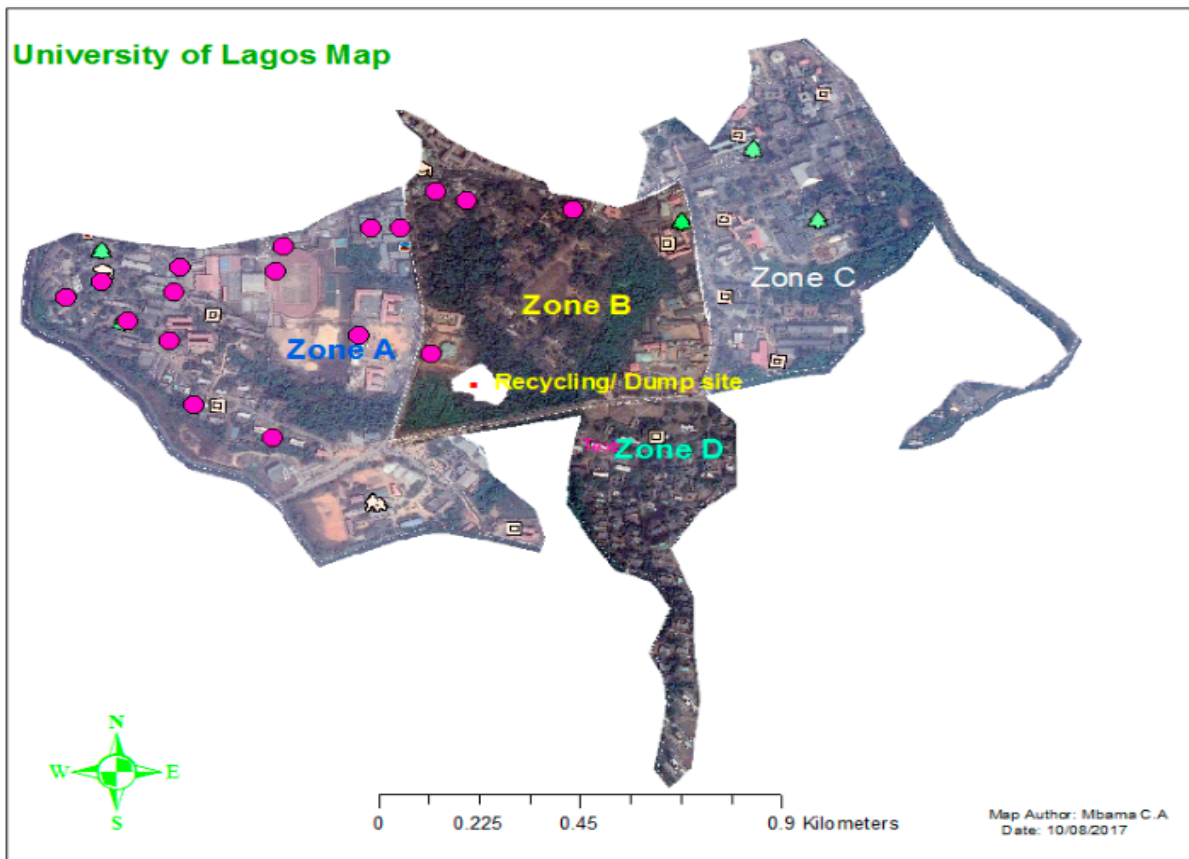 University of Lagos Map
Zone C
Zone B
Zone A
Recycling/ Dump site
Zone D
N
W E
S
0 0.225 0.45 0.9 Kilometers
Map Author: Mbama C.A
Date: 10/08/2017